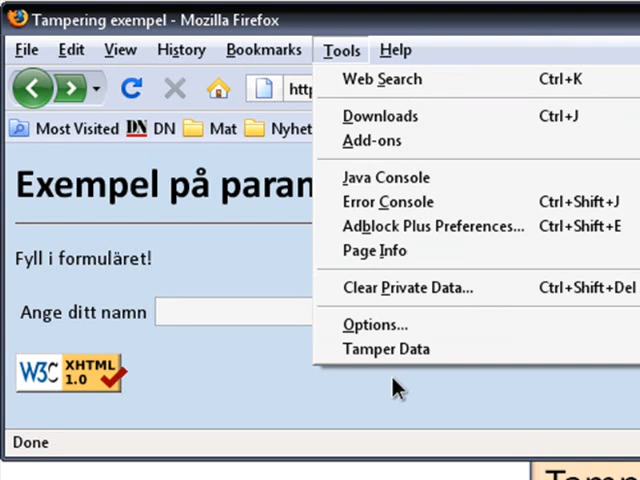 Tampering exempel - Mozilla Firefox
File Edit View History Bookmarks Tools Help
Web Search Ctrl+K
Downloads Ctrl+J
Add-ons
Java Console
Error Console Ctrl+Shift+J
Adblock Plus Preferences... Ctrl+Shift+E
Page Info
Clear Private Data... Ctrl+Shift+Del
Options...
Tamper Data
Most Visited DN DN Mat Nyhet
Exempel på
Fyll i formuläret!
Ange ditt namn
W3C XHTML
1.0
Done